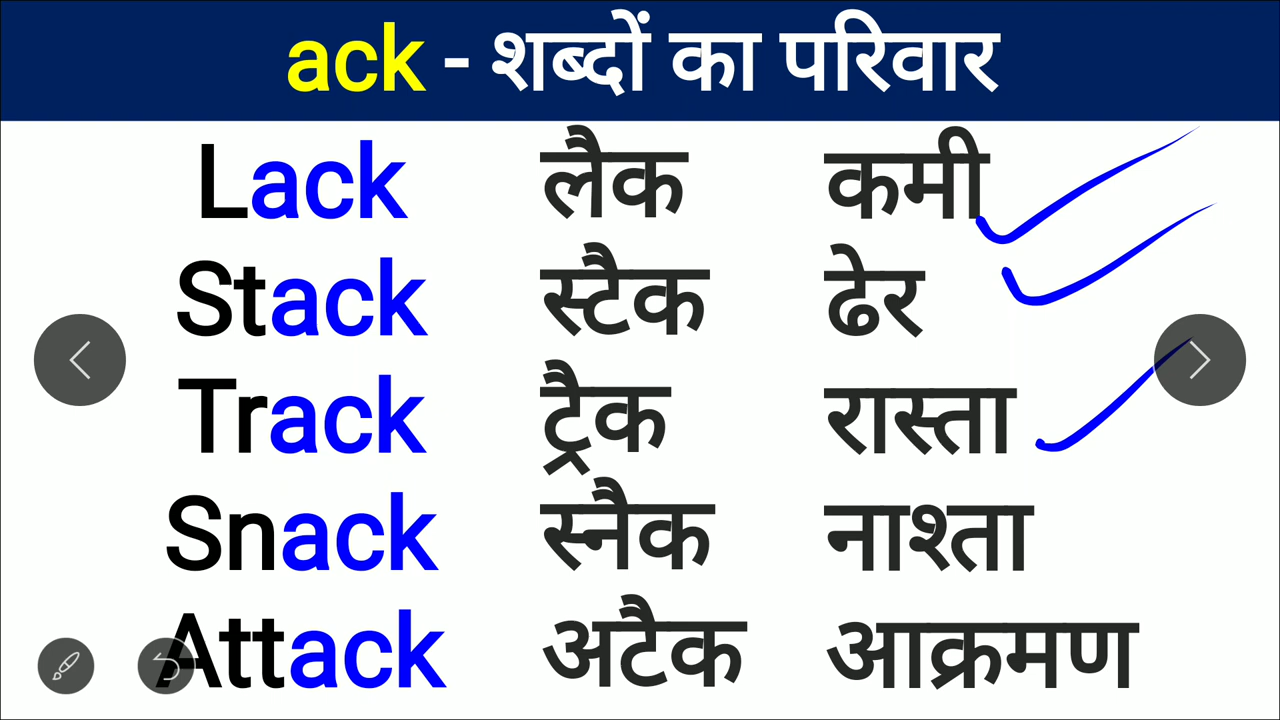 ack - शब्दों का परिवार
Lack लैक कमी
Stack स्टैक ढेर
Track ट्रैक रास्ता
Snack स्नैक नाश्ता
Attack अटैक आक्रमण